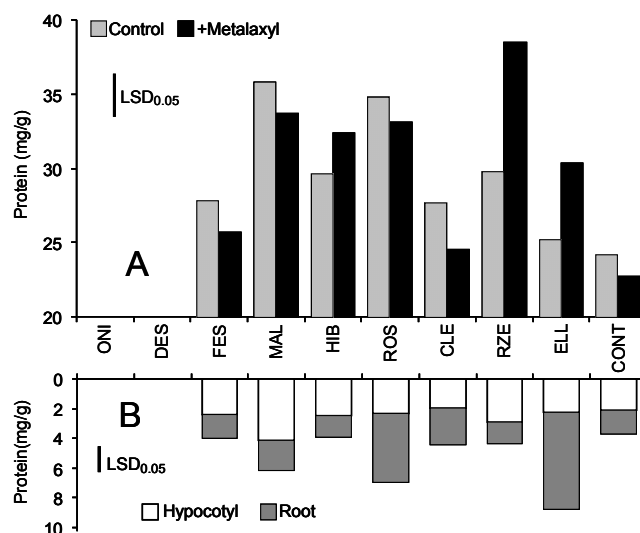 40
Control
+Metalaxyl
35
LSD0.05
Protein (mg/g)
30
25
A
20
ONI
DES
FES
MAL
HIB
ROS
CLE
RZE
ELL
CONT
0
2
B
4
LSD0.05
Protein(mg/g)
6
8
Hypocotyl
Root
10